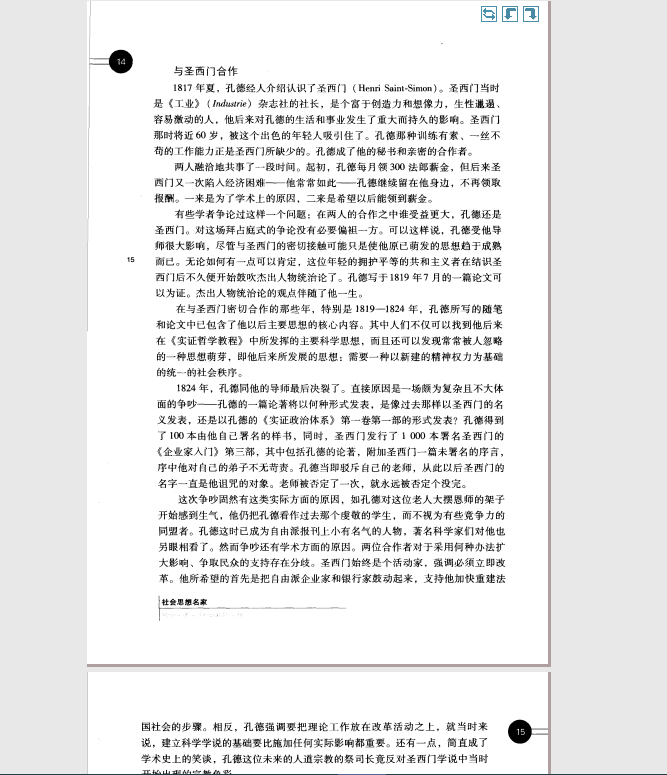 14
与圣西门合作
1817 年夏，孔德经人介绍认识了圣西门（Henri Saint-Simon）。圣西门当时
是《工业》（Industrie）杂志社的社长，是个富于创造力和想像力，生性邋遢、
容易激动的人，他后来对孔德的生活和事业发生了重大而持久的影响。圣西门
那时将近 60 岁，被这个出色的年轻人吸引住了。孔德那种训练有素、一丝不
苟的工作能力正是圣西门所缺少的。孔德成了他的秘书和亲密的合作者。
两人融洽地共事了一段时间。起初，孔德每月领 300 法郎薪金，但后来圣
西门又一次陷入经济困难——他常常如此——孔德继续留在他身边，不再领取
报酬。一来是为了学术上的原因，二来是希望以后能领到薪金。
有些学者争论过这样一个问题：在两人的合作之中谁受益更大，孔德还是
圣西门。对这场拜占庭式的争论没有必要偏袒一方。可以这样说，孔德受他导
师很大影响，尽管与圣西门的密切接触可能只是使他原已萌发的思想趋于成熟
15
而已。无论如何有一点可以肯定，这位年轻的拥护平等的共和主义者在结识圣
西门后不久便开始鼓吹杰出人物统治论了。孔德写于 1819 年 7 月的一篇论文可
以为证。杰出人物统治论的观点伴随了他一生。
在与圣西门密切合作的那些年，特别是 1819—1824 年，孔德所写的随笔
和论文中已包含了他以后主要思想的核心内容。其中人们不仅可以找到他后来
在《实证哲学教程》中所发挥的主要科学思想，而且还可以发现常常被人忽略
的一种思想萌芽，即他后来所发展的思想：需要一种以新建的精神权力为基础
的统一的社会秩序。
1824 年，孔德同他的导师最后决裂了。直接原因是一场颇为复杂且不大体
面的争吵——孔德的一篇论著将以何种形式发表，是像过去那样以圣西门的名
义发表，还是以孔德的《实证政治体系》第一卷第一部的形式发表？孔德得到
了 100 本由他自己署名的样书，同时，圣西门发行了 1 000 本署名圣西门的
《企业家入门》第三部，其中包括孔德的论著，附加圣西门一篇未署名的序言，
序中他对自己的弟子不无苛责。孔德当即驳斥自己的老师，从此以后圣西门的
名字一直是他诅咒的对象。老师被否定了一次，就永远被否定个没完。
这次争吵固然有这类实际方面的原因，如孔德对这位老人大摆恩师的架子
开始感到生气，他仍把孔德看作过去那个虔敬的学生，而不视为有些竞争力的
同盟者。孔德这时已成为自由派报刊上小有名气的人物，著名科学家们对他也
另眼相看了。然而争吵还有学术方面的原因。两位合作者对于采用何种办法扩
大影响、争取民众的支持存在分歧。圣西门始终是个活动家，强调必须立即改
革。他所希望的首先是把自由派企业家和银行家鼓动起来，支持他加快重建法
社会思想名家
国社会的步骤。相反，孔德强调要把理论工作放在改革活动之上，就当时来
15
说，建立科学学说的基础要比施加任何实际影响都重要。还有一点，简直成了
学术史上的笑谈，孔德这位未来的人道宗教的祭司长竟反对圣西门学说中当时